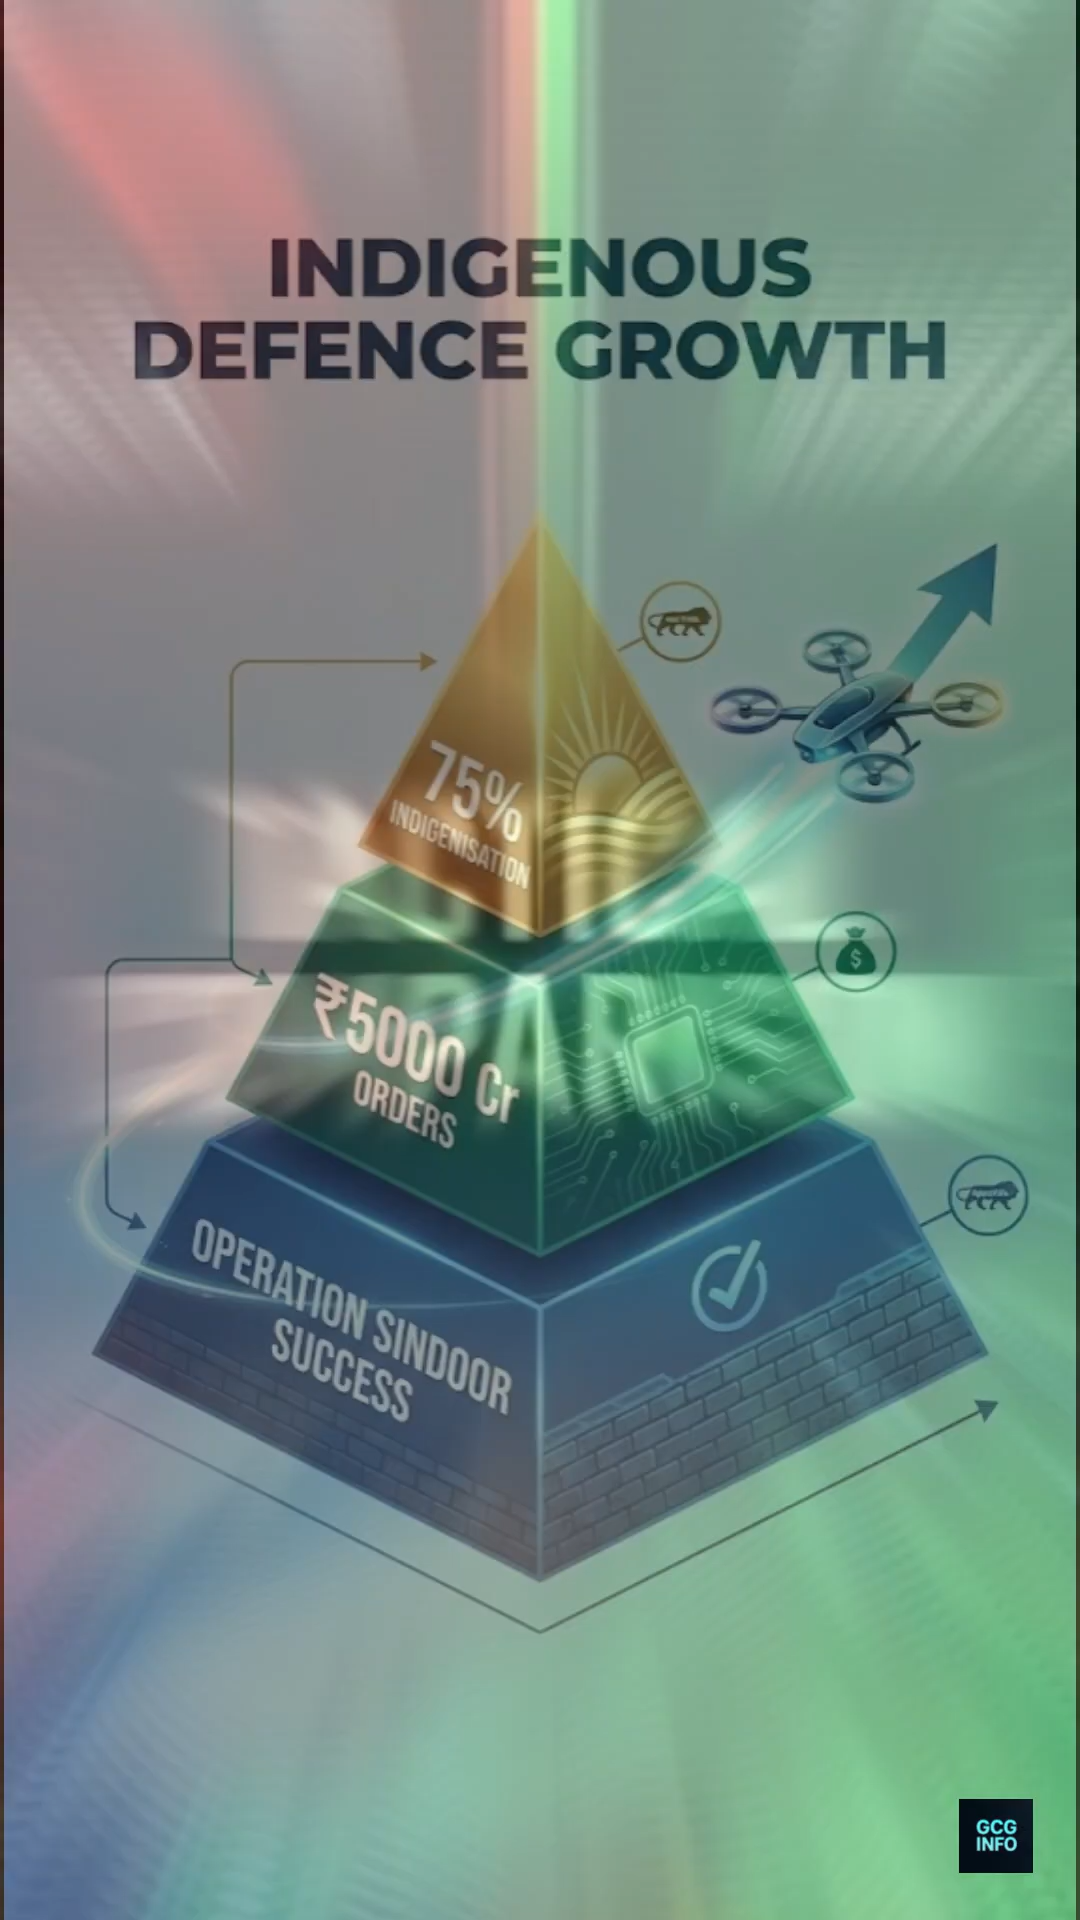 INDIGENOUS
DEFENCE GROWTH
75%
INDIGENISATION
₹5000 Cr
ORDERS
$
OPERATION SINDOOR
SUCCESS
GCG
INFO